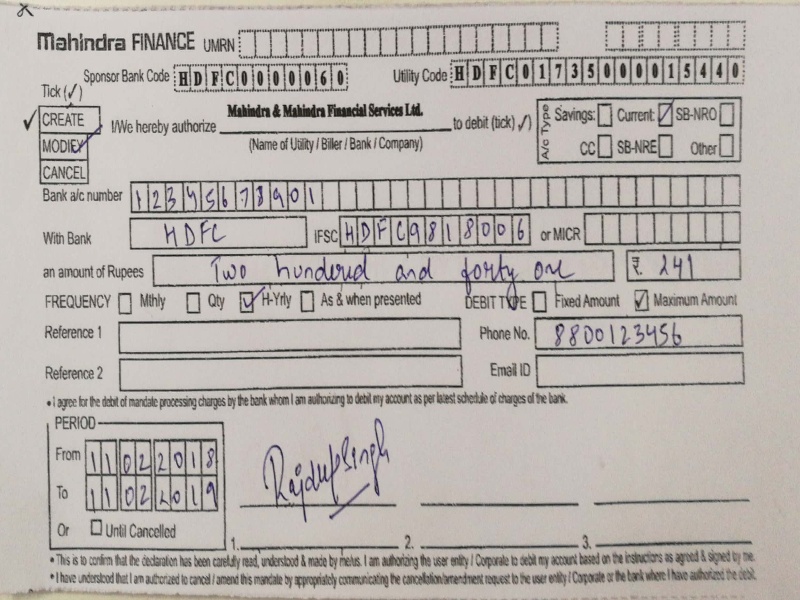 Mahindra FINANCE UMRN
Sponsor Bank Code HDFC0000060 Utility Code HDFC01735000015440
Tick (✓)
✓ CREATE
MODIFY
CANCEL
I/We hereby authorize Mahindra & Mahindra Financial Services Ltd. to debit (tick ✓)
(Name of Utility / Biller / Bank / Company)
A/c Type Savings: Current: ✓ SB-NRO
CC SB-NRE Other
Bank a/c number 12345678901
With Bank HDFC IFSC HDFC9818006 or MICR
an amount of Rupees Two hundred and forty one ₹. 241
FREQUENCY Mthly Qty ✓ H-Yrly As & when presented DEBIT TYPE Fixed Amount ✓ Maximum Amount
Reference 1 Phone No. 8800123456
Reference 2 Email ID
• I agree for the debit of mandate processing charges by the bank whom I am authorizing to debit my account as per latest schedule of charges of the bank.
PERIOD
From 11022018
To 11022019
Or Until Cancelled
Rajdeep Singh
1. 2. 3.
• This is to confirm that the declaration has been carefully read, understood & made by me/us. I am authorizing the user entity / Corporate to debit my account based on the instructions as agreed & signed by me.
• I have understood that I am authorized to cancel / amend this mandate by appropriately communicating the cancellation/amendment request to the user entity / Corporate or the bank where I have authorized the debit.